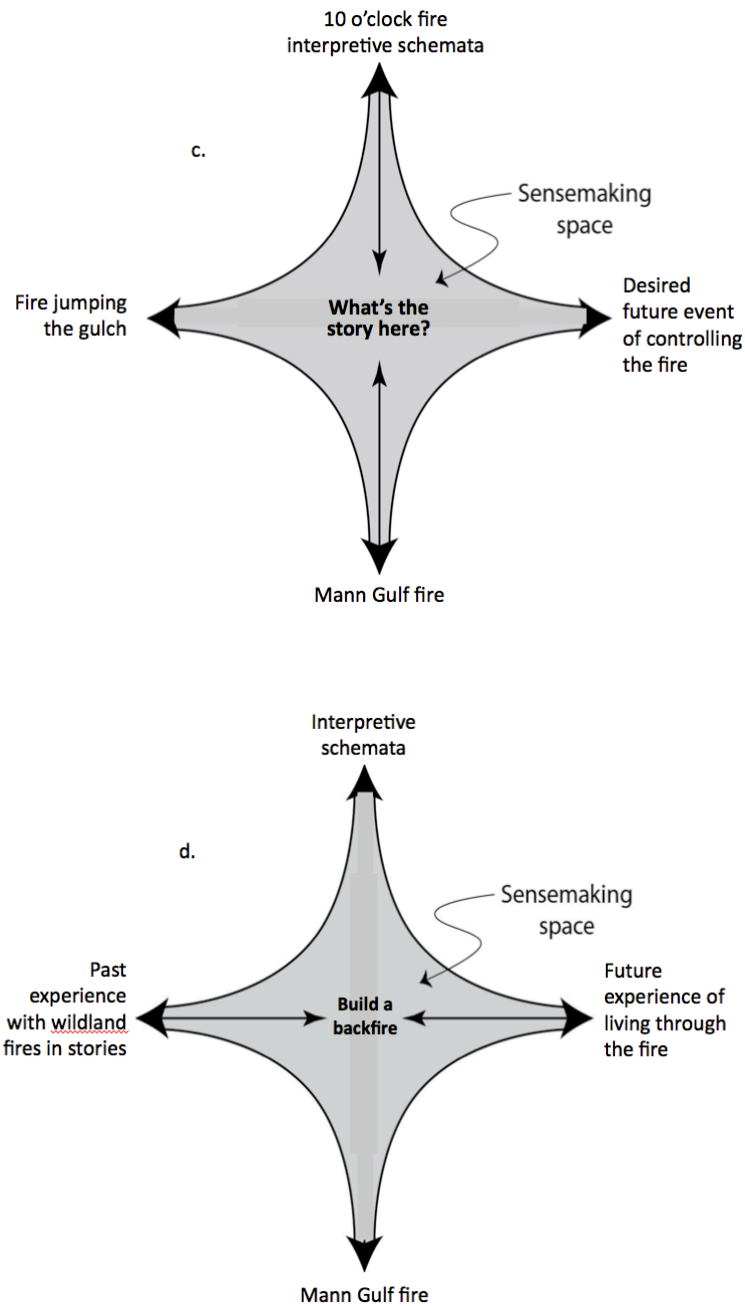 10 o’clock fire
interpretive schemata
c.
Sensemaking
space
Fire jumping
the gulch
What’s the
story here?
Desired
future event
of controlling
the fire
Mann Gulf fire
Interpretive
schemata
d.
Sensemaking
space
Past
experience
with wildland
fires in stories
Build a
backfire
Future
experience of
living through
the fire
Mann Gulf fire